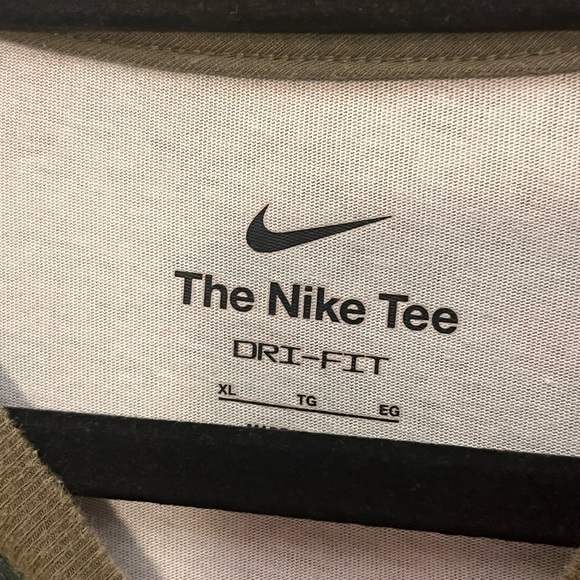 The Nike Tee
DRI-FIT
XL TG EG